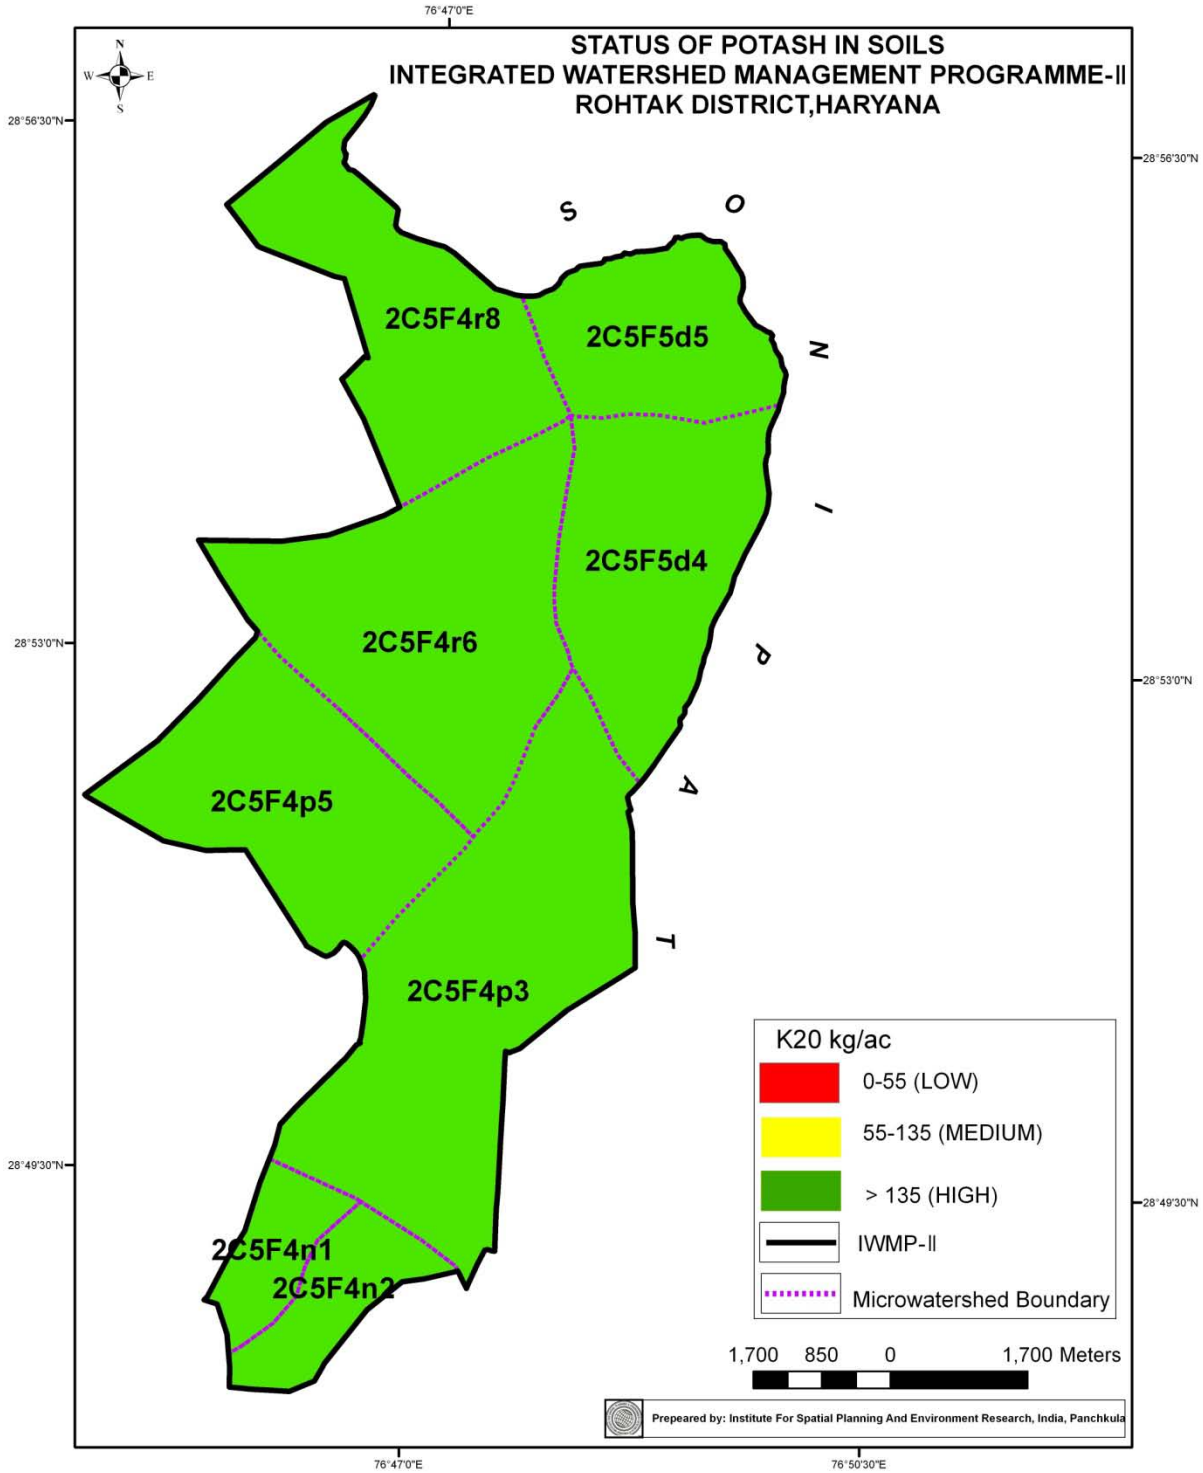 76°47'0"E
STATUS OF POTASH IN SOILS
INTEGRATED WATERSHED MANAGEMENT PROGRAMME-II
ROHTAK DISTRICT,HARYANA
N
W E
S
28°56'30"N
28°56'30"N
S O N I P A T
2C5F4r8
2C5F5d5
2C5F5d4
2C5F4r6
28°53'0"N
28°53'0"N
2C5F4p5
2C5F4p3
K20 kg/ac
0-55 (LOW)
55-135 (MEDIUM)
> 135 (HIGH)
IWMP-II
Microwatershed Boundary
28°49'30"N
28°49'30"N
2C5F4n1
2C5F4n2
1,700 850 0 1,700 Meters
Prepeared by: Institute For Spatial Planning And Environment Research, India, Panchkula
76°47'0"E
76°50'30"E